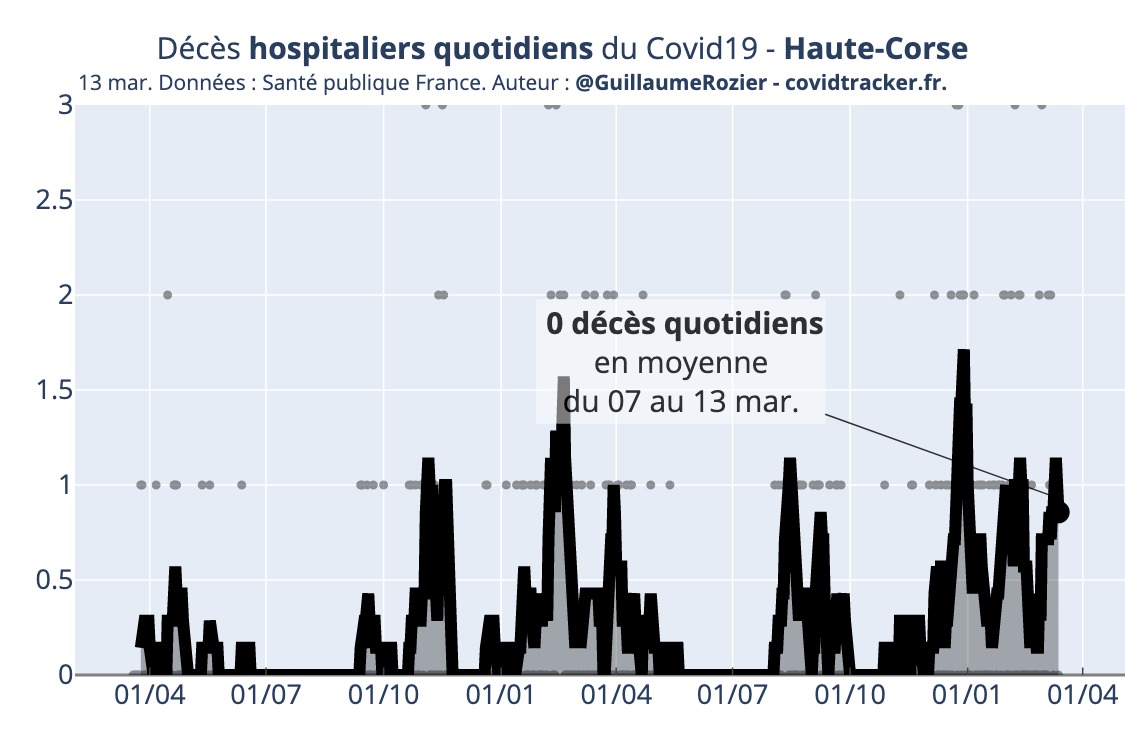 Décès hospitaliers quotidiens du Covid19 - Haute-Corse
13 mar. Données : Santé publique France. Auteur : @GuillaumeRozier - covidtracker.fr.
3
2.5
2
0 décès quotidiens
en moyenne
du 07 au 13 mar.
1.5
1
0.5
0
01/04 01/07 01/10 01/01 01/04 01/07 01/10 01/01 01/04